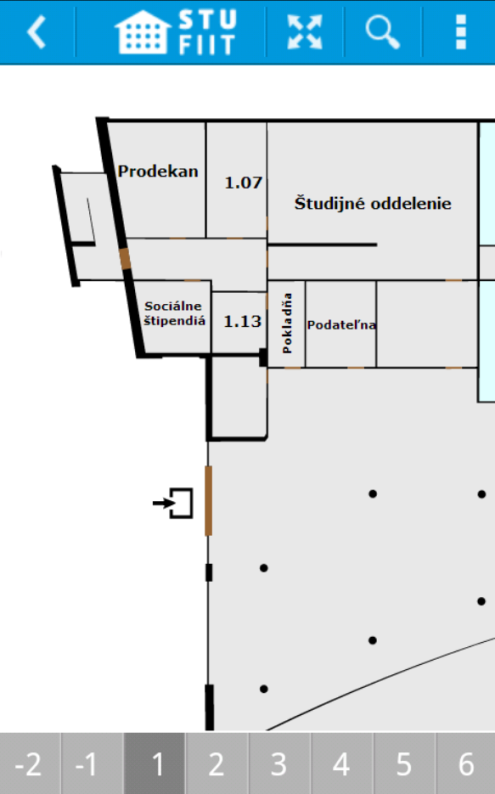 STU
FIIT
Prodekan
1.07
Študijné oddelenie
Sociálne
štipendiá
1.13
Pokladňa
Podateľna
-2 -1 1 2 3 4 5 6